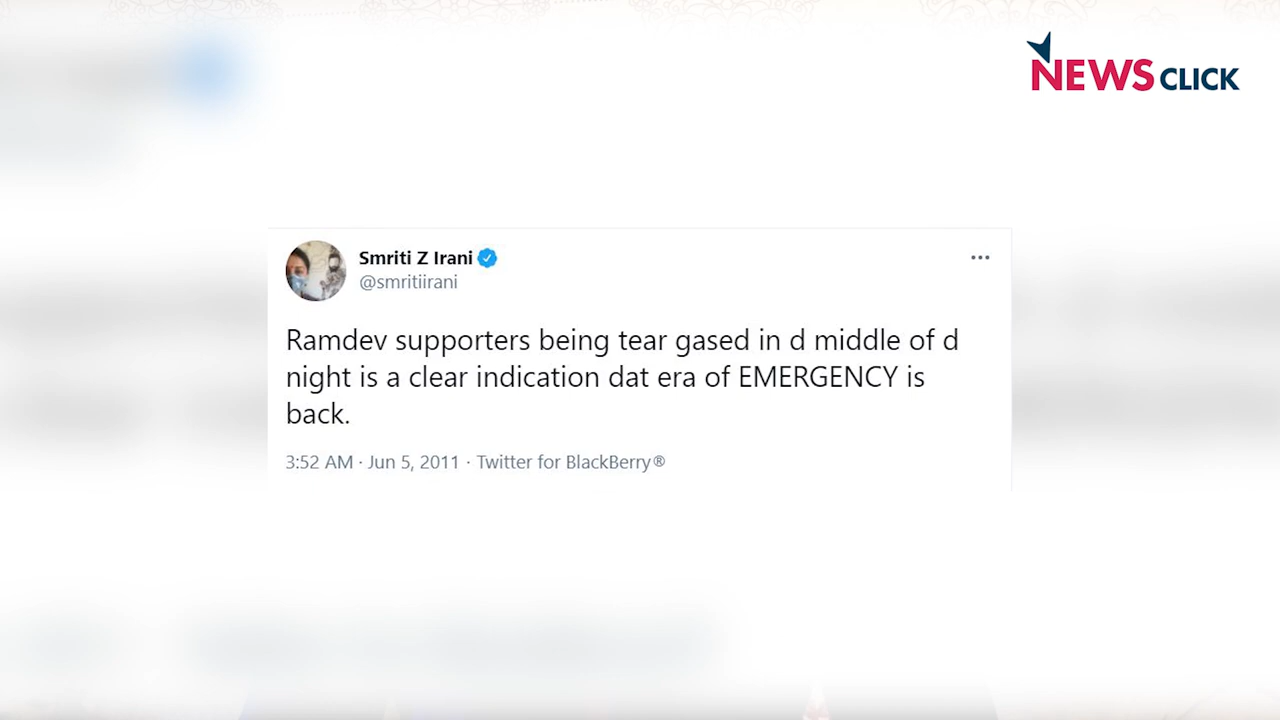 NEWS CLICK
Smriti Z Irani
@smritiirani
Ramdev supporters being tear gased in d middle of d
night is a clear indication dat era of EMERGENCY is
back.
3:52 AM · Jun 5, 2011 · Twitter for BlackBerry®